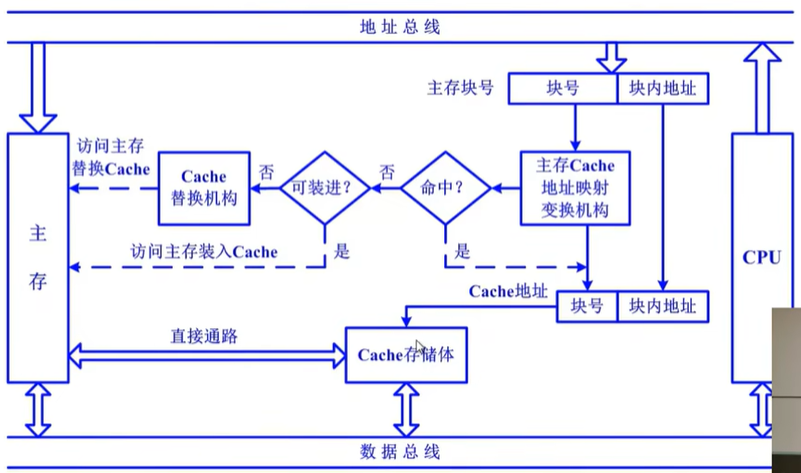 地址总线
主存块号
块号
块内地址
访问主存
替换Cache
Cache
替换机构
否
可装进?
否
命中?
主存Cache
地址映射
变换机构
主
存
访问主存装入Cache
是
是
CPU
Cache地址
块号
块内地址
直接通路
Cache存储体
数据总线